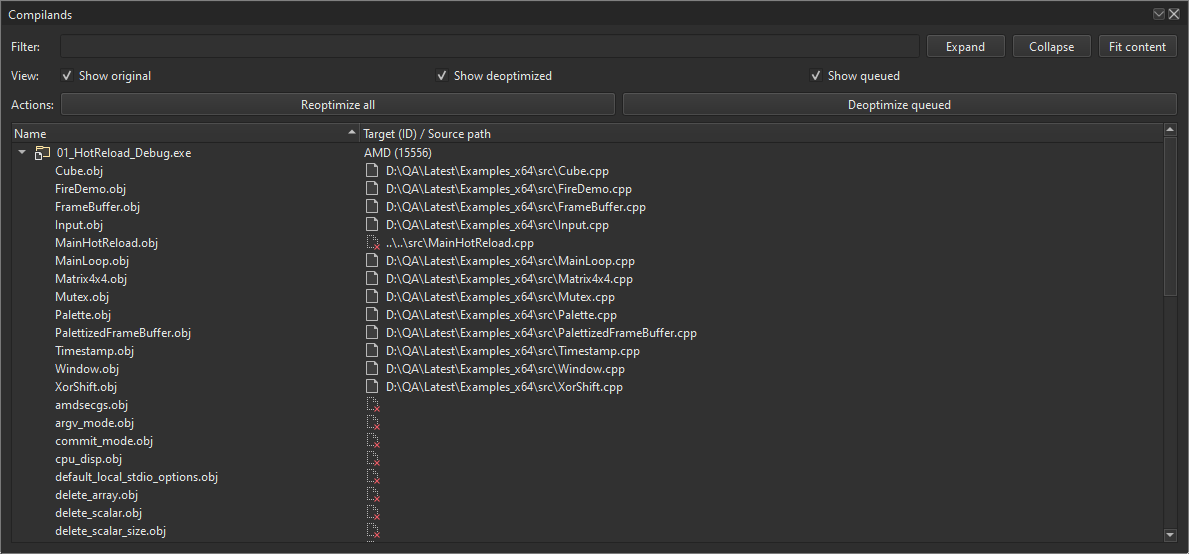 Compilands
Filter: Expand Collapse Fit content
View: Show original Show deoptimized Show queued
Actions: Reoptimize all Deoptimize queued
Name Target (ID) / Source path
01_HotReload_Debug.exe AMD (15556)
Cube.obj D:\QA\Latest\Examples_x64\src\Cube.cpp
FireDemo.obj D:\QA\Latest\Examples_x64\src\FireDemo.cpp
FrameBuffer.obj D:\QA\Latest\Examples_x64\src\FrameBuffer.cpp
Input.obj D:\QA\Latest\Examples_x64\src\Input.cpp
MainHotReload.obj ..\..\src\MainHotReload.cpp
MainLoop.obj D:\QA\Latest\Examples_x64\src\MainLoop.cpp
Matrix4x4.obj D:\QA\Latest\Examples_x64\src\Matrix4x4.cpp
Mutex.obj D:\QA\Latest\Examples_x64\src\Mutex.cpp
Palette.obj D:\QA\Latest\Examples_x64\src\Palette.cpp
PalettizedFrameBuffer.obj D:\QA\Latest\Examples_x64\src\PalettizedFrameBuffer.cpp
Timestamp.obj D:\QA\Latest\Examples_x64\src\Timestamp.cpp
Window.obj D:\QA\Latest\Examples_x64\src\Window.cpp
XorShift.obj D:\QA\Latest\Examples_x64\src\XorShift.cpp
amdsecgs.obj
argv_mode.obj
commit_mode.obj
cpu_disp.obj
default_local_stdio_options.obj
delete_array.obj
delete_scalar.obj
delete_scalar_size.obj